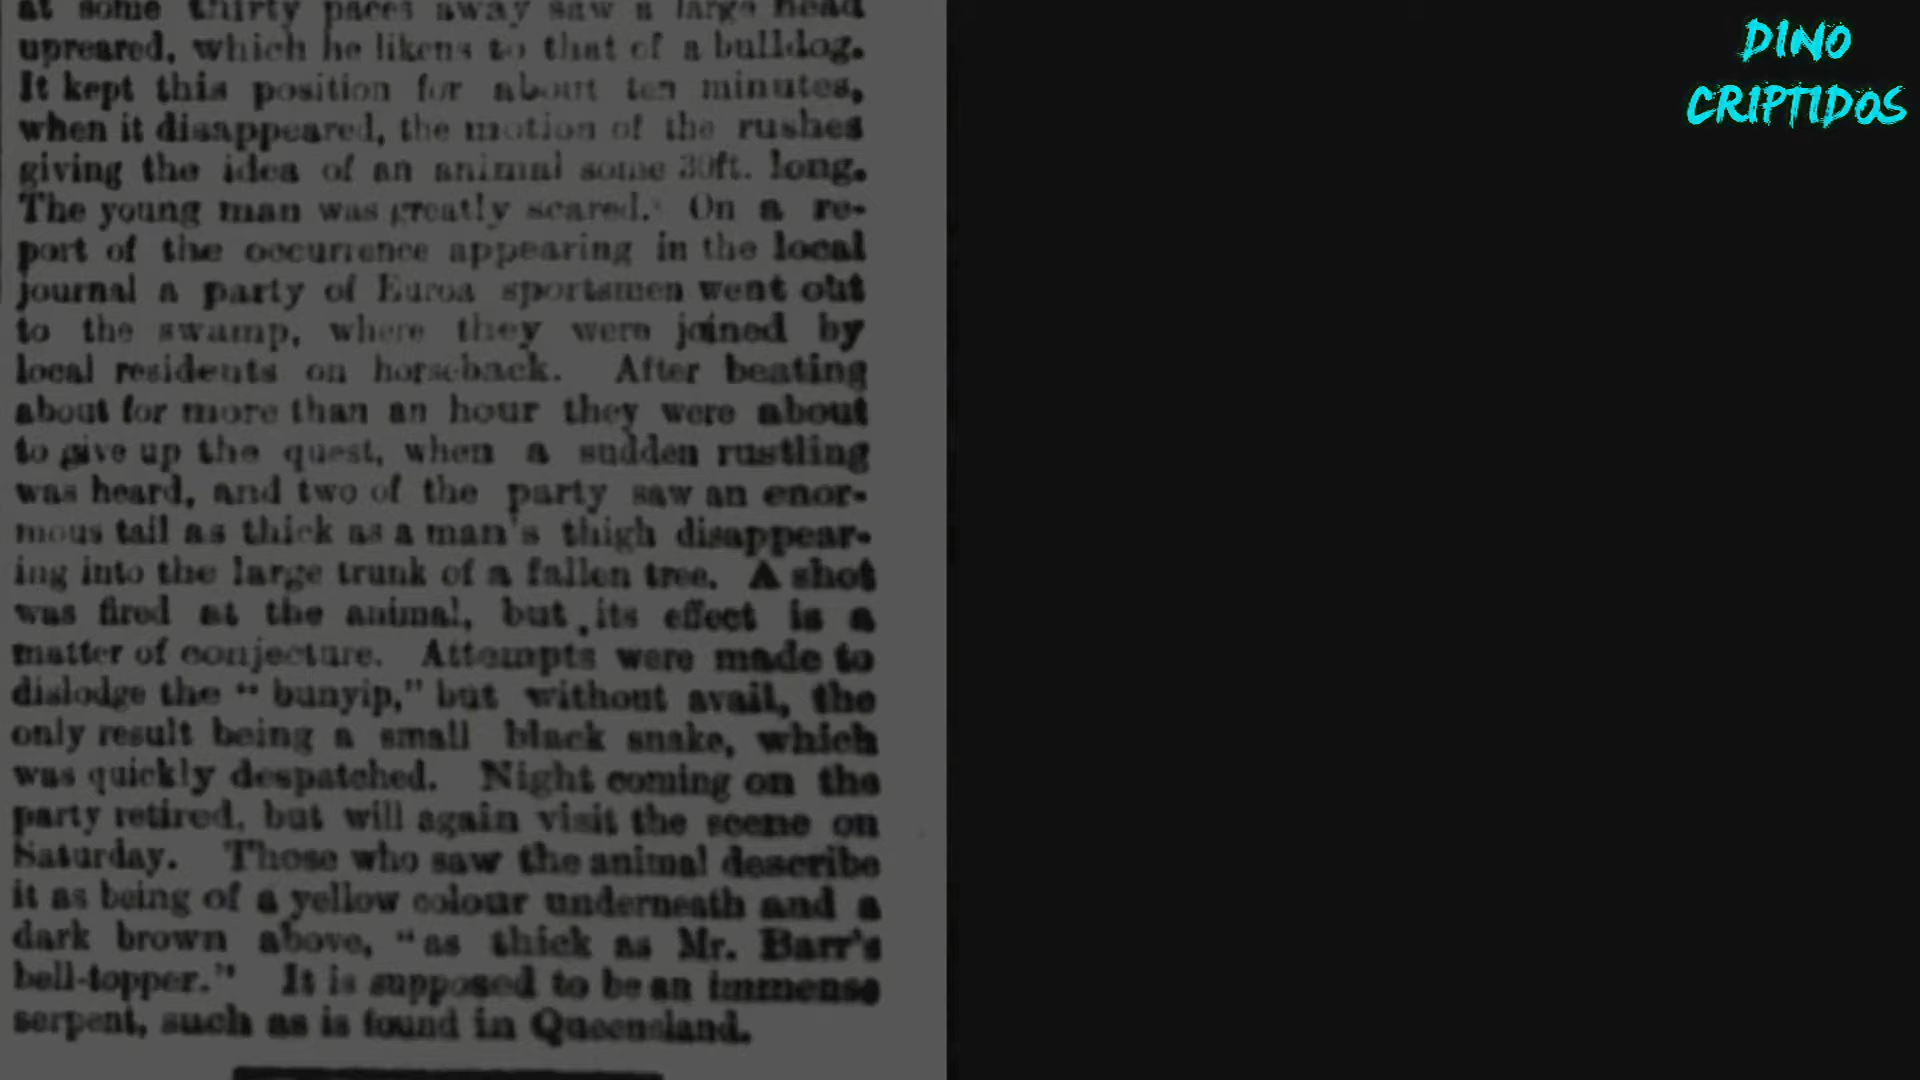 at some thirty paces away saw a large head
upreared, which he likens to that of a bulldog.
It kept this position for about ten minutes,
when it disappeared, the motion of the rushes
giving the idea of an animal some 30ft. long.
The young man was greatly scared. On a re-
port of the occurrence appearing in the local
journal a party of Euroa sportsmen went out
to the swamp, where they were joined by
local residents on horseback. After beating
about for more than an hour they were about
to give up the quest, when a sudden rustling
was heard, and two of the party saw an enor-
mous tail as thick as a man's thigh disappear-
ing into the large trunk of a fallen tree. A shot
was fired at the animal, but its effect is a
matter of conjecture. Attempts were made to
dislodge the "bunyip," but without avail, the
only result being a small black snake, which
was quickly despatched. Night coming on the
party retired, but will again visit the scene on
Saturday. Those who saw the animal describe
it as being of a yellow colour underneath and a
dark brown above, "as thick as Mr. Barr's
bell-topper." It is supposed to be an immense
serpent, such as is found in Queensland.
DINO
CRIPTIDOS